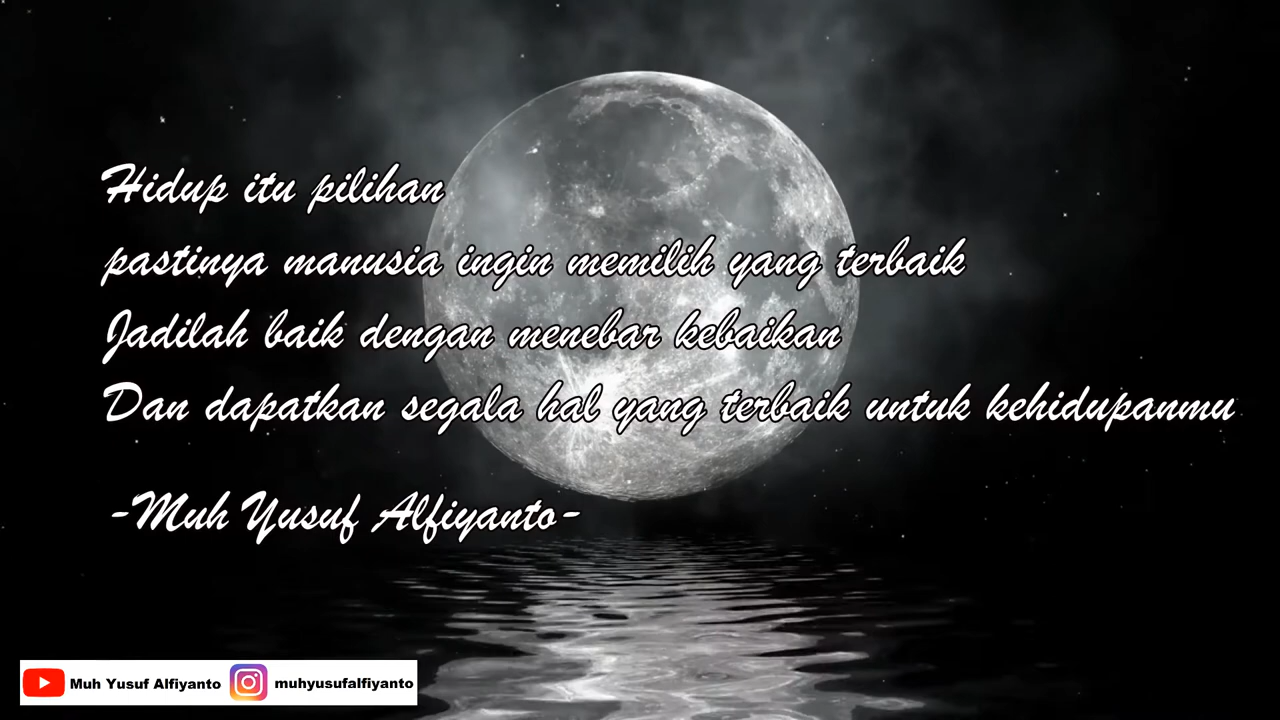 Hidup itu pilihan
pastinya manusia ingin memilih yang terbaik
Jadilah baik dengan menebar kebaikan
Dan dapatkan segala hal yang terbaik untuk kehidupanmu
-Muh Yusuf Alfiyanto-
Muh Yusuf Alfiyanto muhyusufalfiyanto